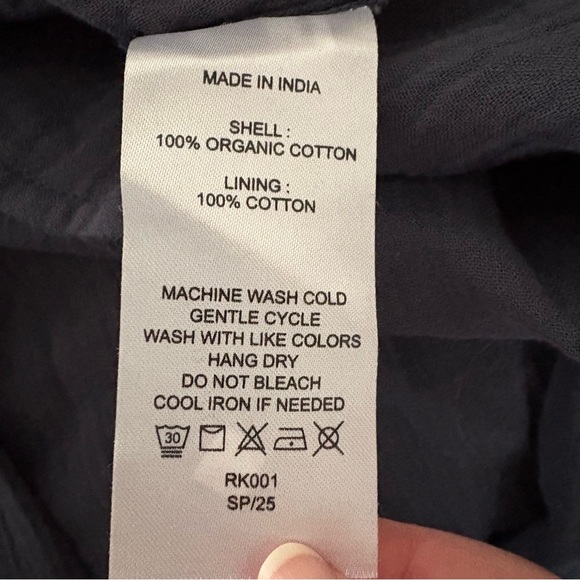 MADE IN INDIA
SHELL :
100% ORGANIC COTTON
LINING :
100% COTTON
MACHINE WASH COLD
GENTLE CYCLE
WASH WITH LIKE COLORS
HANG DRY
DO NOT BLEACH
COOL IRON IF NEEDED
30
RK001
SP/25